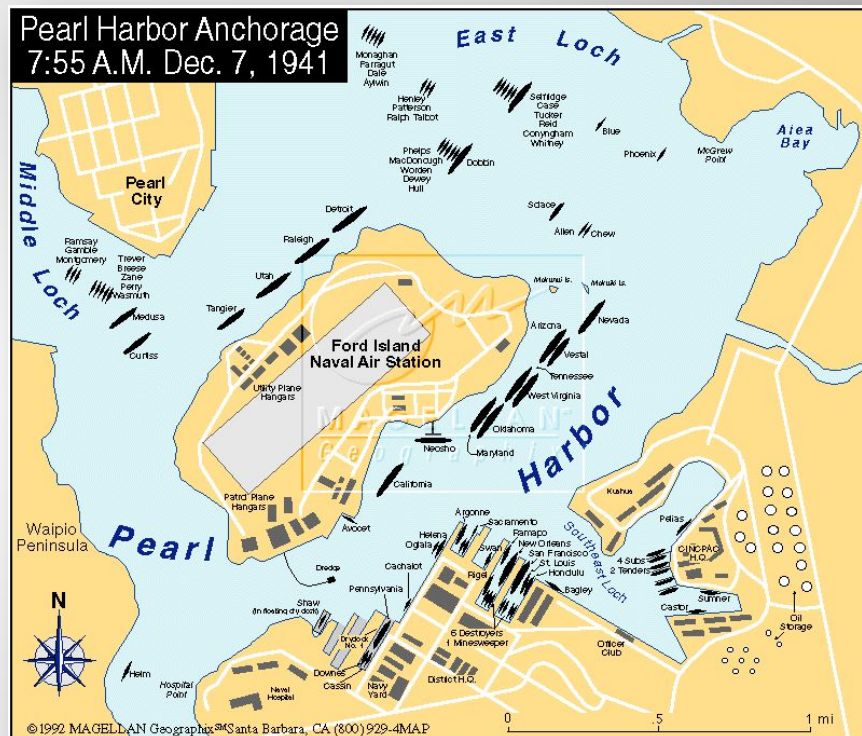 Pearl Harbor Anchorage
7:55 A.M. Dec. 7, 1941
East Loch
Monaghan
Farragut
Dale
Aylwin
Henley
Patterson
Ralph Talbot
Selfridge
Case
Tucker
Reid
Conyngham
Whitney
Blue
Phoenix
McGrew
Point
Aiea
Bay
Phelps
MacDonough
Worden
Dewey
Hull
Dobbin
Pearl
City
Middle
Loch
Ramsay
Gamble
Montgomery
Trever
Breese
Zane
Perry
Wasmuth
Medusa
Curtiss
Detroit
Raleigh
Utah
Tangier
Solace
Allen
Chew
Nevada
Arizona
Vestal
Tennessee
West Virginia
Oklahoma
Maryland
Neosho
California
Ford Island
Naval Air Station
Utility Plane
Hangars
MAGELLAN
Geographix
Patrol Plane
Hangars
Avocet
Waipio
Peninsula
Pearl
Harbor
Dredge
Southeast Loch
Kuahua
Pelias
CINCPAC
H.Q.
4 Subs
2 Tenders
Sumner
Castor
Oil
Storage
Argonne
Sacramento
Helena
Oglala
Swan
Ramapo
New Orleans
San Francisco
St. Louis
Honolulu
Rigel
Bagley
Cachalot
Pennsylvania
Shaw
(in floating dry dock)
Drydock
No. 1
6 Destroyers
1 Minesweeper
Officer
Club
Downes
Cassin
Navy
Yard
District H.Q.
Naval
Hospital
Hospital
Point
Helm
N
0 .5 1 mi
©1992 MAGELLAN Geographix℠Santa Barbara, CA (800) 929-4MAP